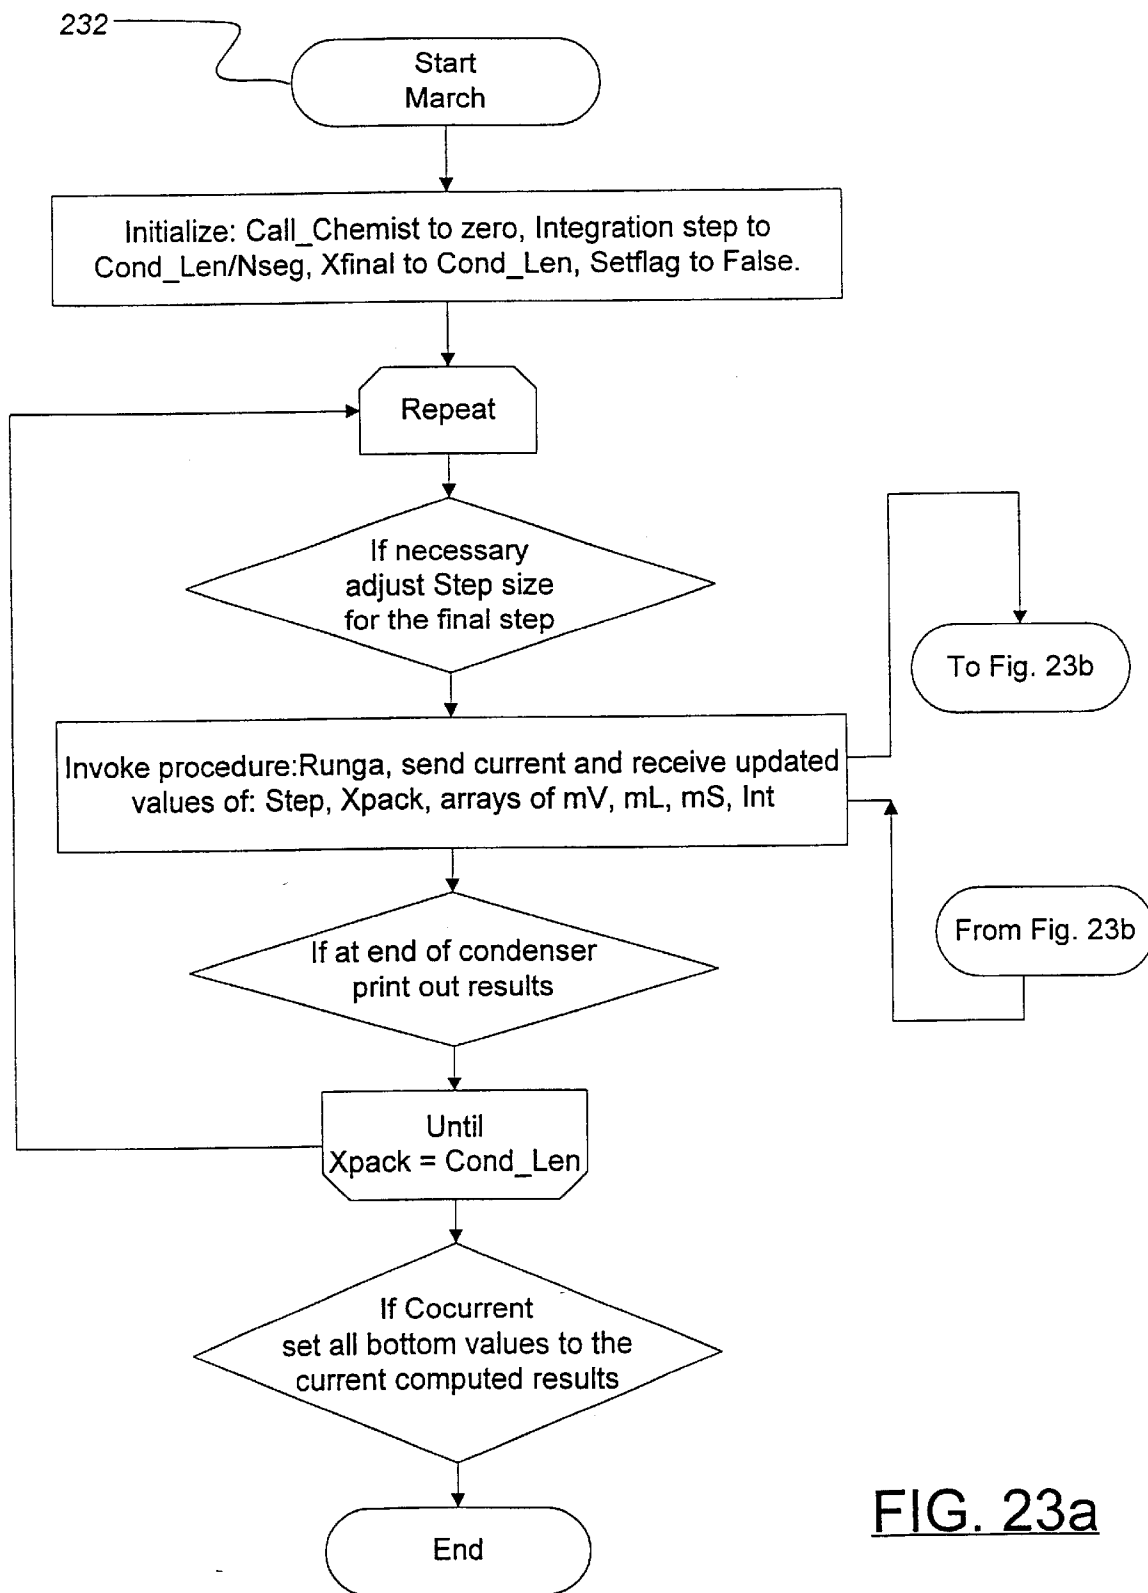 232
Start
March
Initialize: Call_Chemist to zero, Integration step to
Cond_Len/Nseg, Xfinal to Cond_Len, Setflag to False.
Repeat
If necessary
adjust Step size
for the final step
To Fig. 23b
Invoke procedure:Runga, send current and receive updated
values of: Step, Xpack, arrays of mV, mL, mS, Int
From Fig. 23b
If at end of condenser
print out results
Until
Xpack = Cond_Len
If Cocurrent
set all bottom values to the
current computed results
End
FIG. 23a